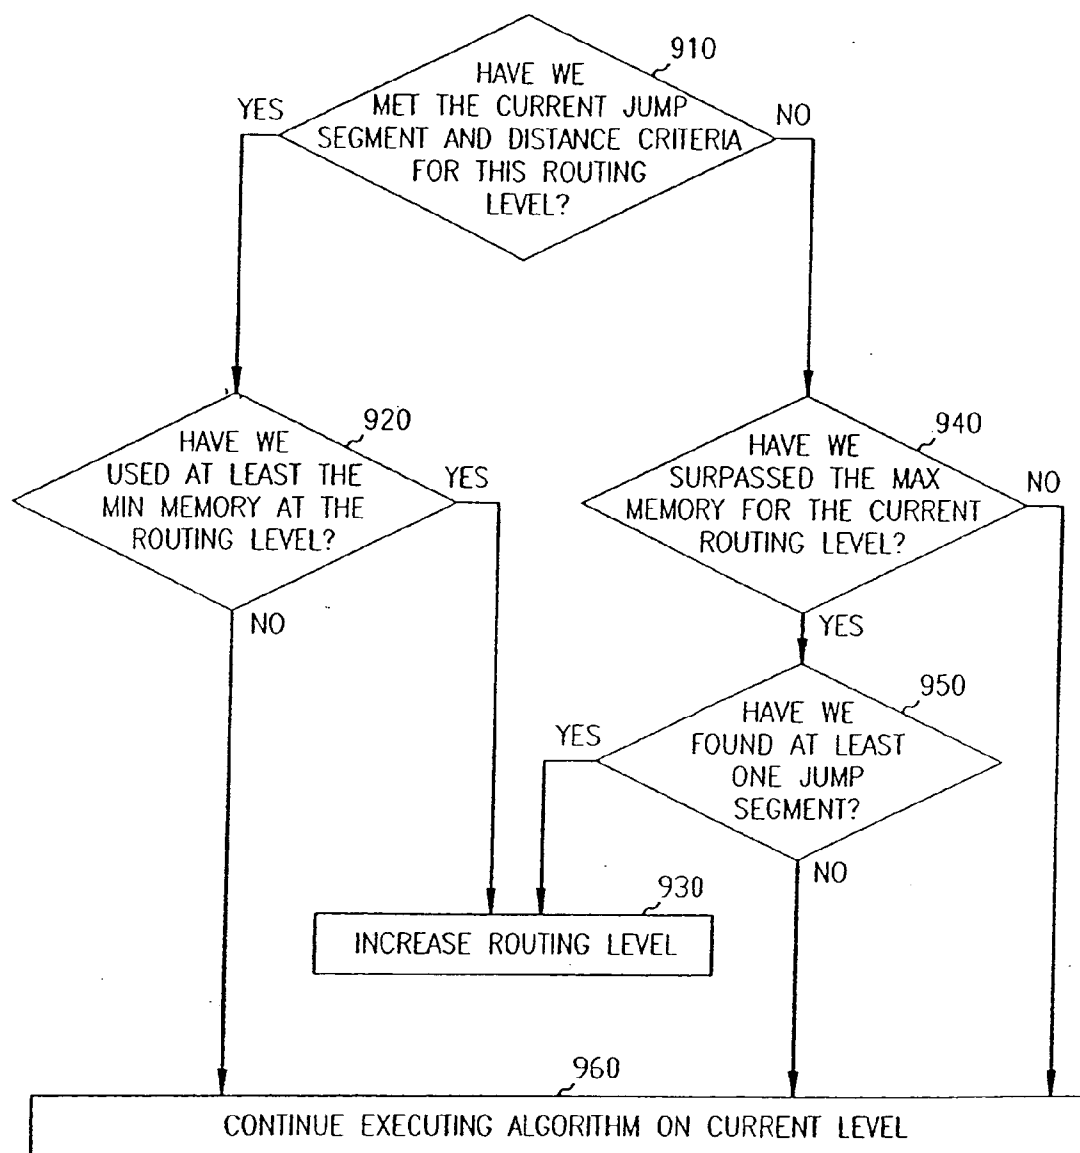 910
HAVE WE
MET THE CURRENT JUMP
SEGMENT AND DISTANCE CRITERIA
FOR THIS ROUTING
LEVEL?
YES
NO
920
HAVE WE
USED AT LEAST THE
MIN MEMORY AT THE
ROUTING LEVEL?
YES
NO
940
HAVE WE
SURPASSED THE MAX
MEMORY FOR THE CURRENT
ROUTING LEVEL?
NO
YES
950
HAVE WE
FOUND AT LEAST
ONE JUMP
SEGMENT?
YES
NO
930
INCREASE ROUTING LEVEL
960
CONTINUE EXECUTING ALGORITHM ON CURRENT LEVEL